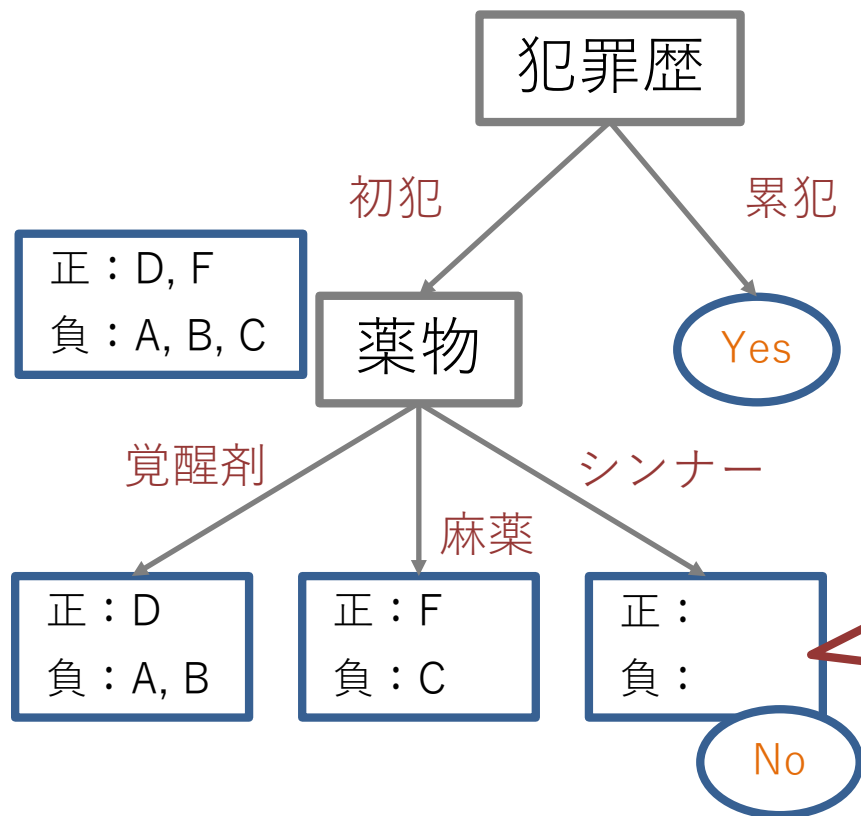 犯罪歴
初犯
累犯
正：D, F
負：A, B, C
薬物
Yes
覚醒剤
麻薬
シンナー
正：D
負：A, B
正：F
負：C
正：
負：
No